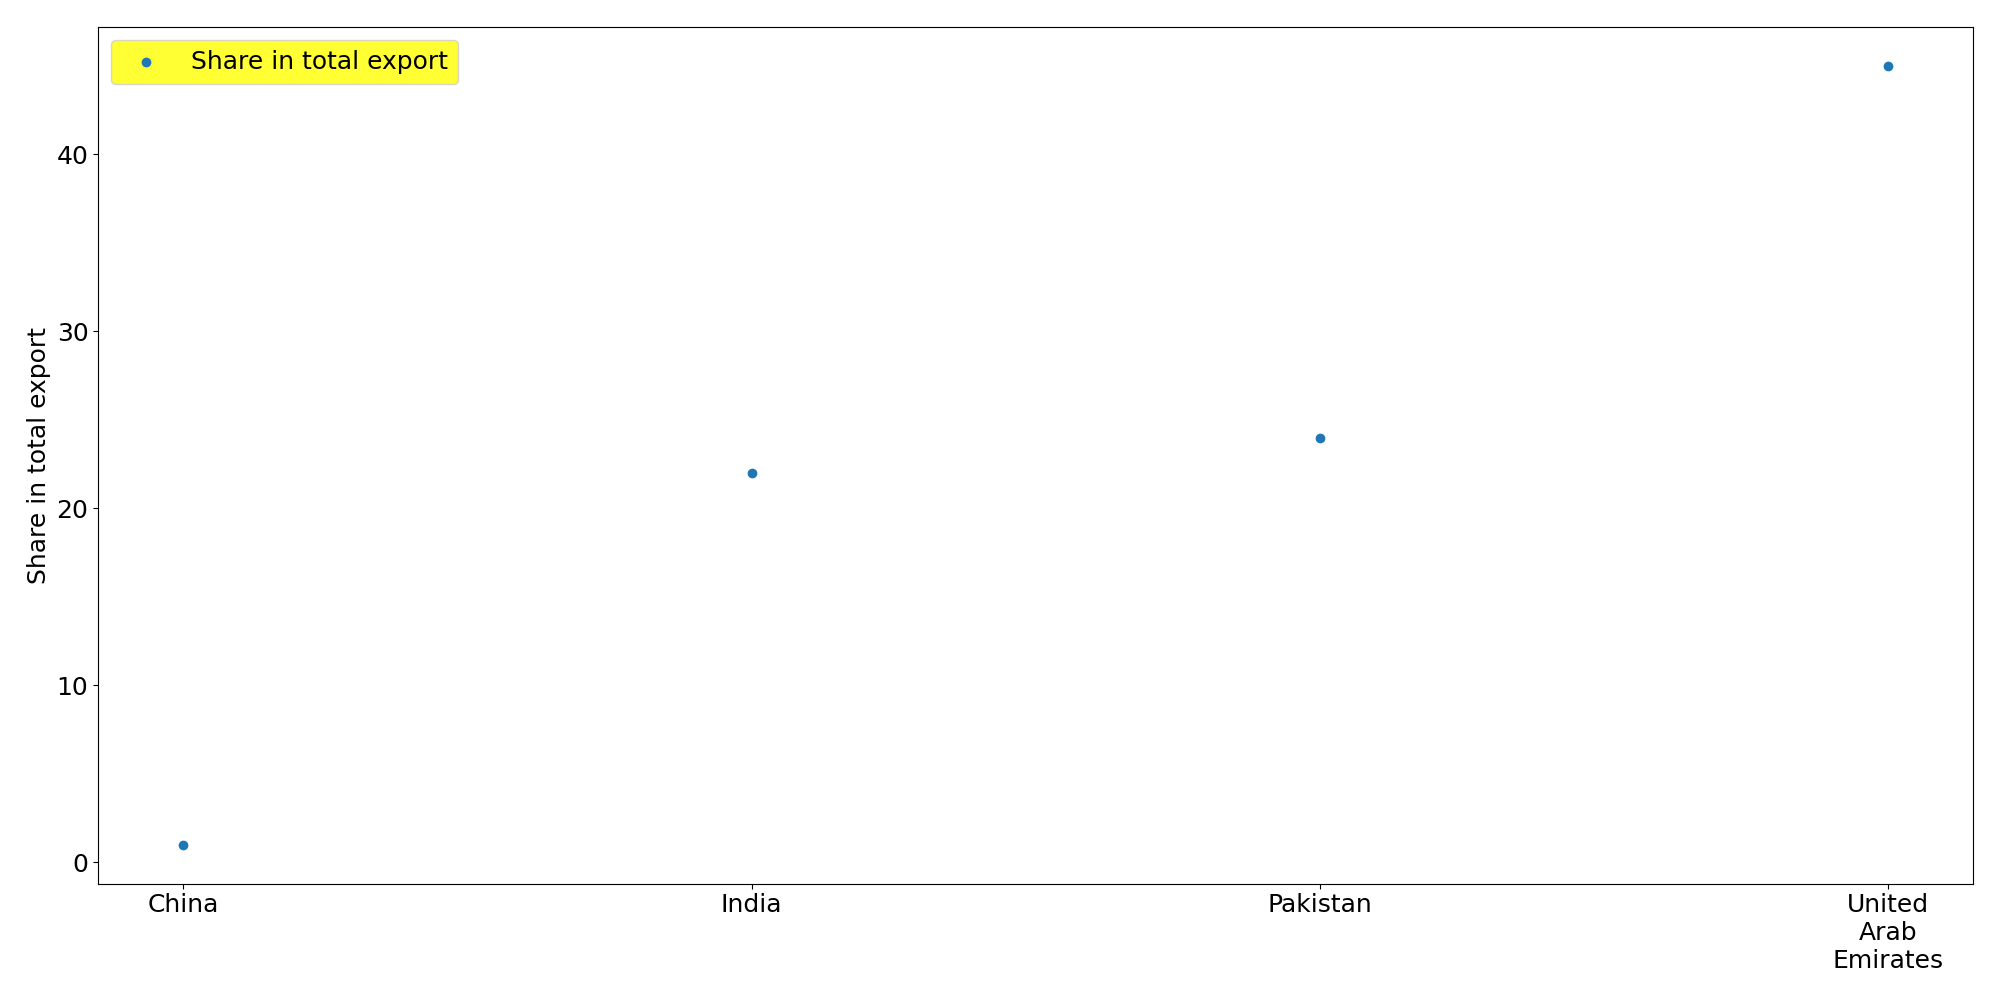 Share in total export
Share in total export
40
30
20
10
0
China
India
Pakistan
United
Arab
Emirates